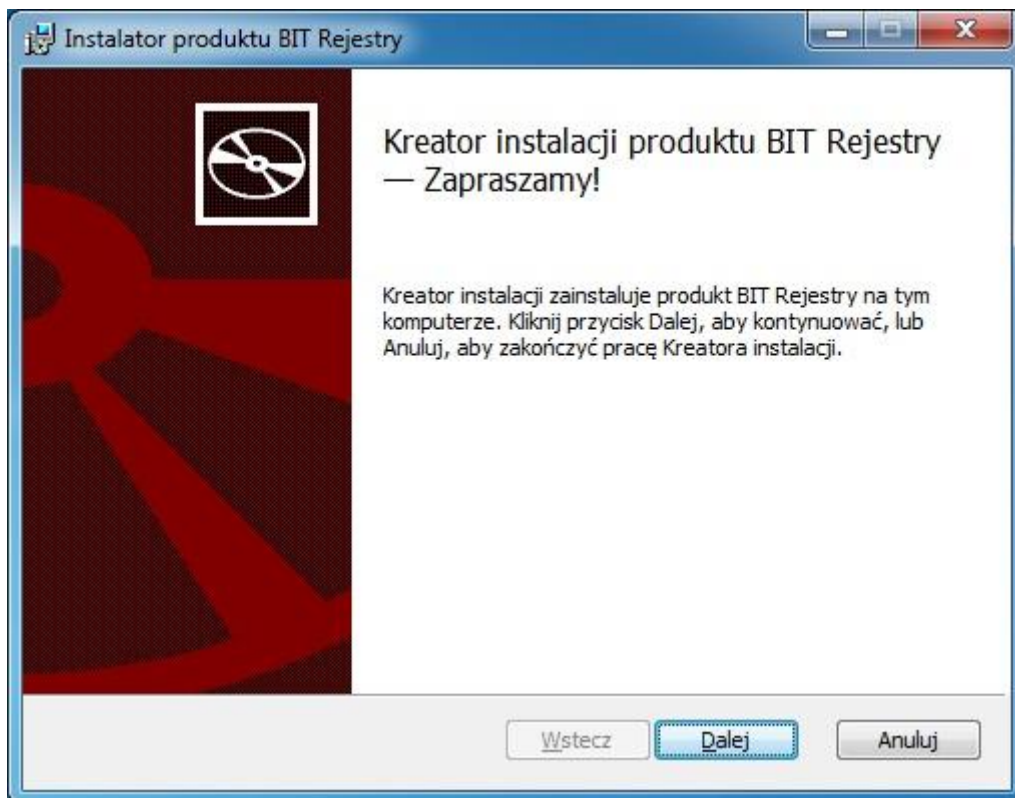 Instalator produktu BIT Rejestry
Kreator instalacji produktu BIT Rejestry
— Zapraszamy!
Kreator instalacji zainstaluje produkt BIT Rejestry na tym
komputerze. Kliknij przycisk Dalej, aby kontynuować, lub
Anuluj, aby zakończyć pracę Kreatora instalacji.
Wstecz
Dalej
Anuluj